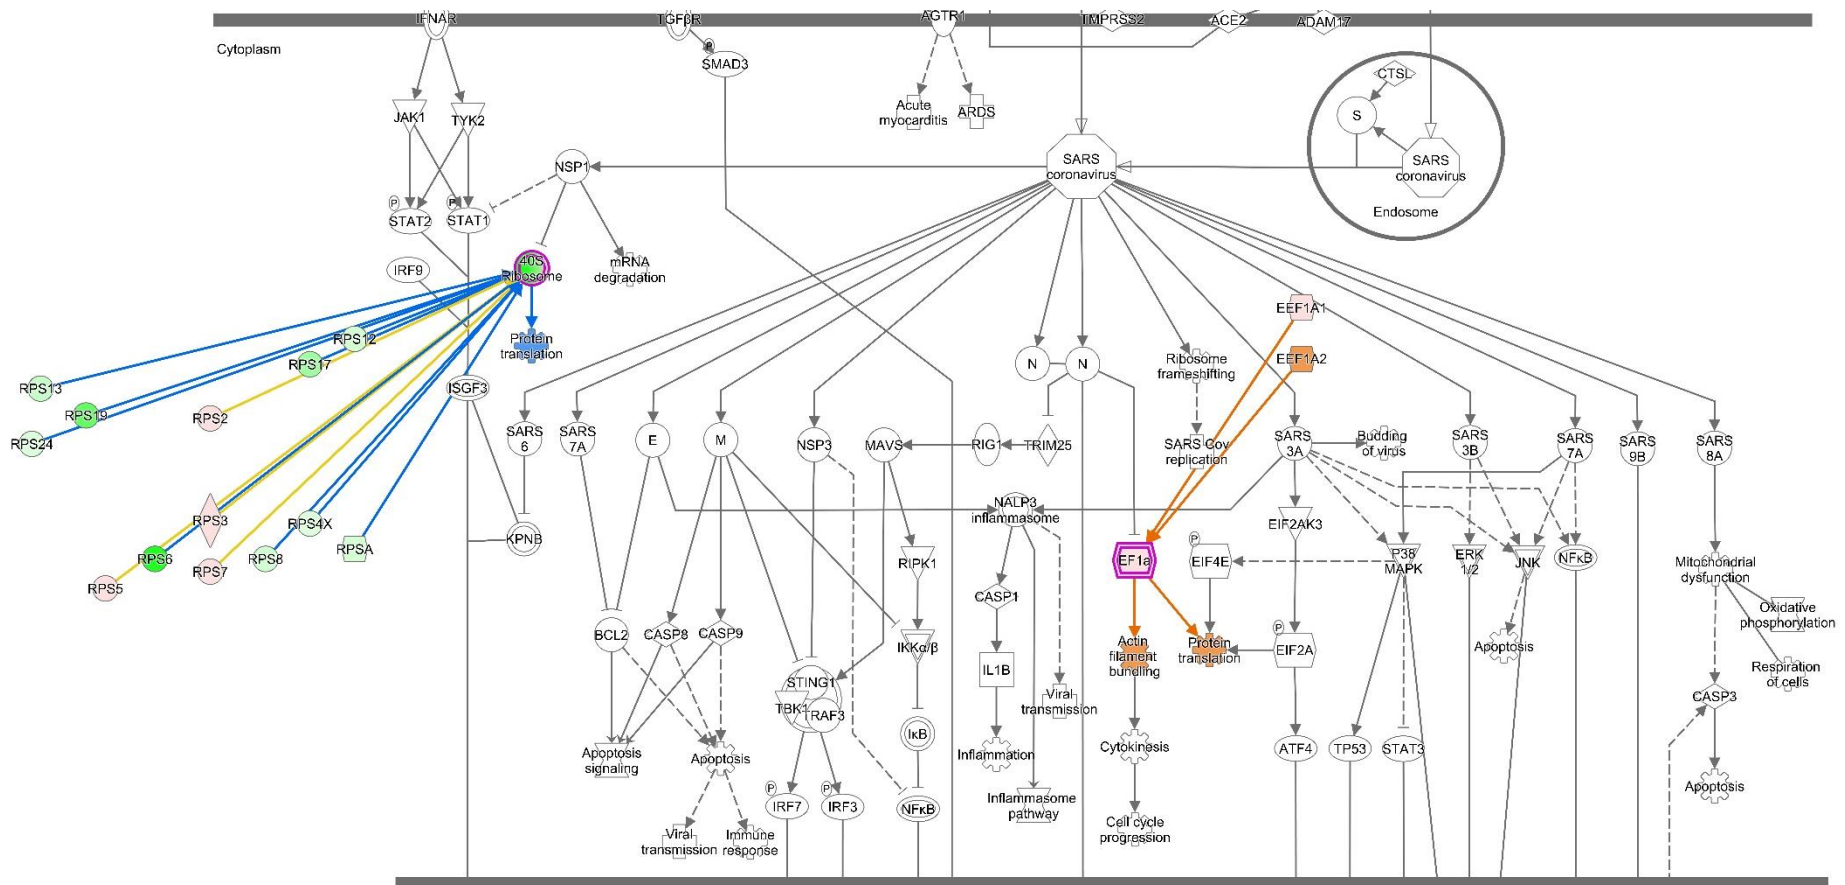 IFNAR
TGFβR
AGTR1
TMPRSS2
ACE2
ADAM17
Cytoplasm
P
SMAD3
CTSL
S
SARS
coronavirus
Endosome
JAK1
TYK2
Acute
myocarditis
ARDS
NSP1
SARS
coronavirus
P
STAT2
P
STAT1
IRF9
40S
Ribosome
mRNA
degradation
EEF1A1
RPS12
RPS17
Protein
translation
N
N
Ribosome
frameshifting
EEF1A2
RPS13
RPS19
RPS2
RPS24
ISGF3
SARS
6
SARS
7A
E
M
NSP3
MAVS
RIG1
TRIM25
SARS Cov
replication
SARS
3A
Budding
of virus
SARS
3B
SARS
7A
SARS
9B
SARS
8A
RPS3
RPS4X
RPSA
RPS6
RPS8
RPS7
RPS5
KPNB
NALP3
inflammasome
EIF2AK3
RIPK1
EF1a
P
EIF4E
P38
MAPK
ERK
1/2
JNK
NFκB
Mitochondrial
dysfunction
CASP1
Oxidative
phosphorylation
BCL2
CASP8
CASP9
IKKα/β
Actin
filament
bundling
Protein
translation
P
EIF2A
Apoptosis
IL1B
Respiration
of cells
STING1
TBK1
TRAF3
Viral
transmission
CASP3
IκB
Apoptosis
signaling
Apoptosis
Inflammation
Cytokinesis
ATF4
TP53
STAT3
Apoptosis
P
IRF7
P
IRF3
NFκB
Inflammasome
pathway
Viral
transmission
Immune
response
Cell cycle
progression